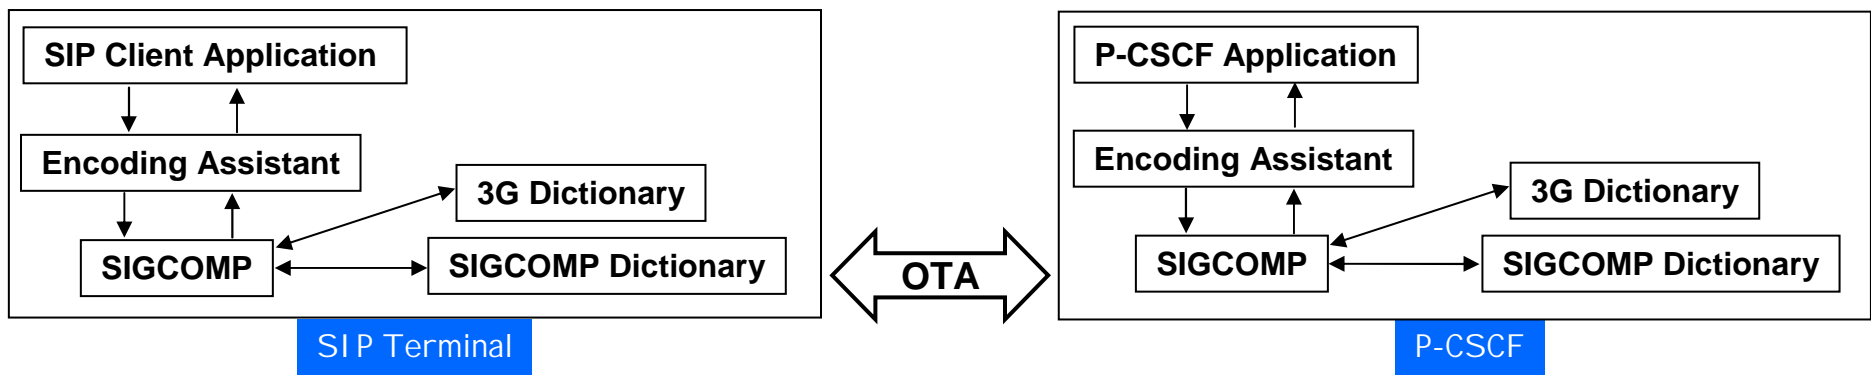 SIP Client Application
Encoding Assistant
3G Dictionary
SIGCOMP
SIGCOMP Dictionary
SIP Terminal
OTA
P-CSCF Application
Encoding Assistant
3G Dictionary
SIGCOMP
SIGCOMP Dictionary
P-CSCF